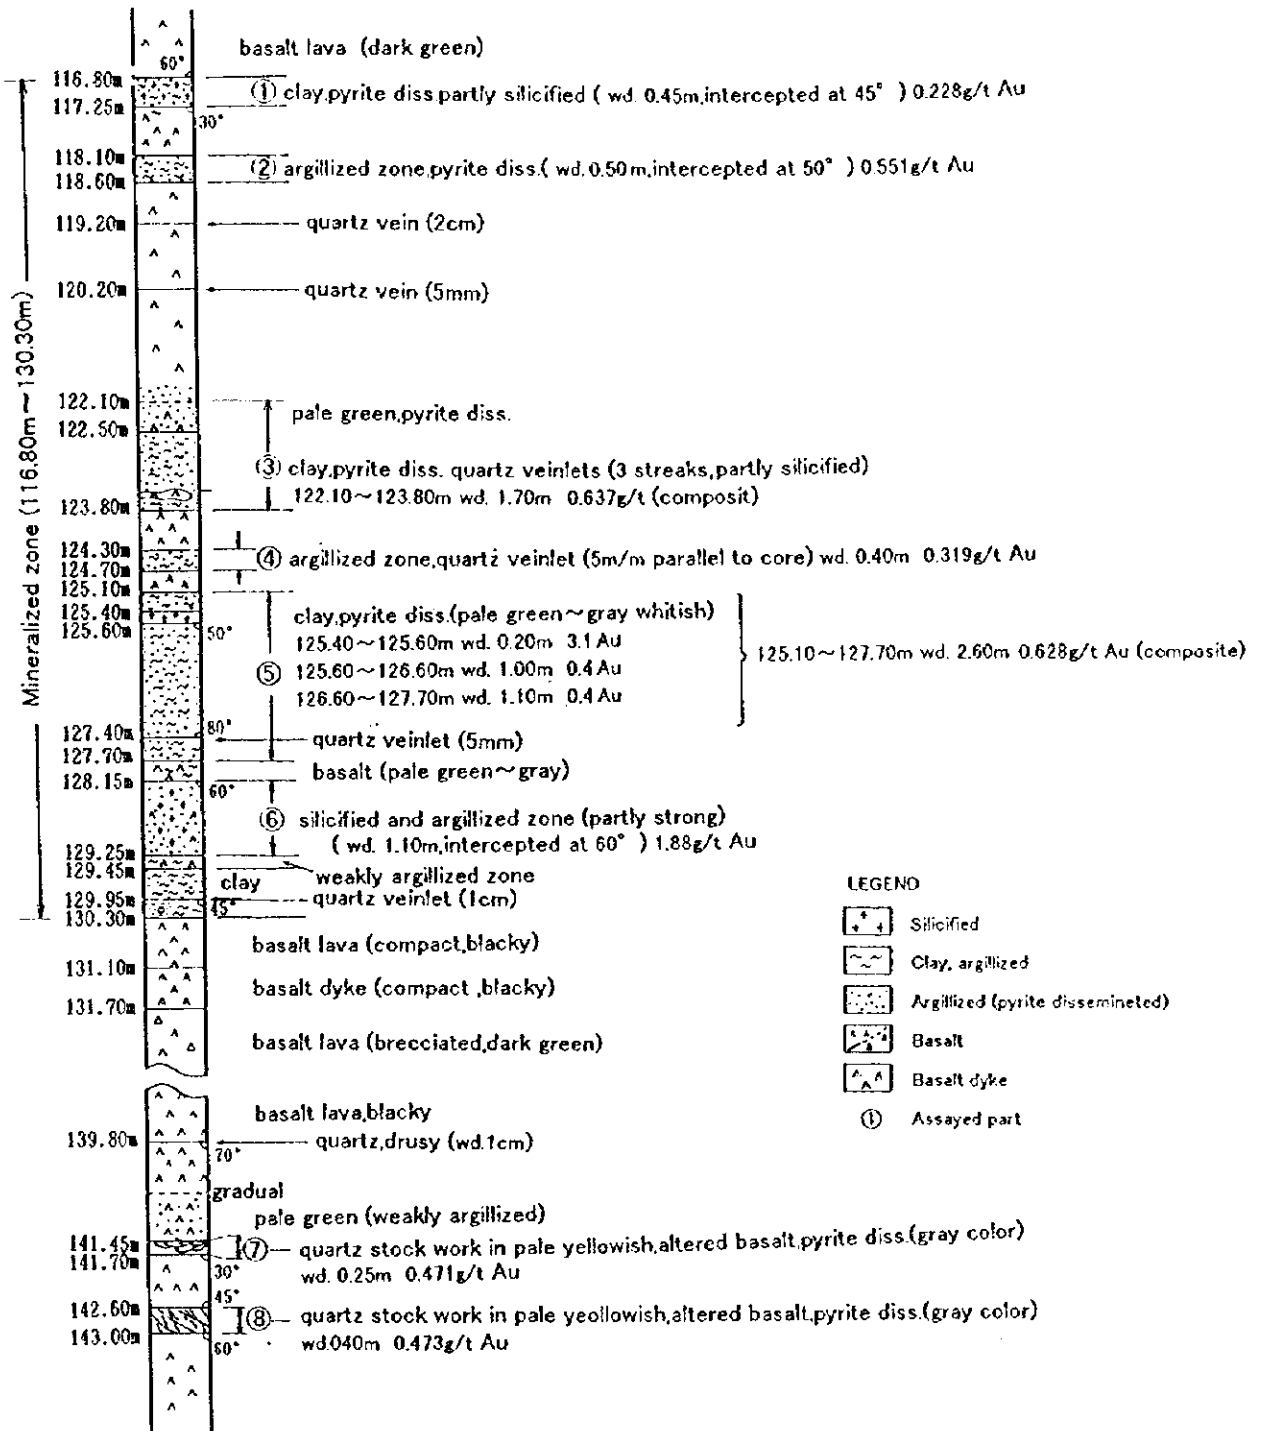 basalt lava (dark green)
60°
116.80m
① clay,pyrite diss.partly silicified ( wd. 0.45m,intercepted at 45° ) 0.228g/t Au
117.25m
30°
118.10m
② argillized zone,pyrite diss.( wd. 0.50m,intercepted at 50° ) 0.551g/t Au
118.60m
119.20m
quartz vein (2cm)
120.20m
quartz vein (5mm)
Mineralized zone (116.80m~130.30m)
122.10m
pale green,pyrite diss.
122.50m
③ clay,pyrite diss. quartz veinlets (3 streaks,partly silicified)
122.10~123.80m wd. 1.70m 0.637g/t (composit)
123.80m
124.30m
④ argillized zone,quartz veinlet (5m/m parallel to core) wd. 0.40m 0.319g/t Au
124.70m
125.10m
125.40m
125.60m
50°
clay,pyrite diss.(pale green~gray whitish)
125.40~125.60m wd. 0.20m 3.1 Au
⑤ 125.60~126.60m wd. 1.00m 0.4 Au
126.60~127.70m wd. 1.10m 0.4 Au
125.10~127.70m wd. 2.60m 0.628g/t Au (composite)
127.40m
80°
quartz veinlet (5mm)
127.70m
basalt (pale green~gray)
128.15m
60°
⑥ silicified and argillized zone (partly strong)
( wd. 1.10m,intercepted at 60° ) 1.88g/t Au
129.25m
129.45m
weakly argillized zone
clay
129.95m
quartz veinlet (1cm)
45°
130.30m
basalt lava (compact,blacky)
131.10m
basalt dyke (compact ,blacky)
131.70m
basalt lava (brecciated,dark green)
basalt lava,blacky
139.80m
quartz,drusy (wd.1cm)
70°
gradual
pale green (weakly argillized)
141.45m
⑦ quartz stock work in pale yellowish,altered basalt,pyrite diss.(gray color)
141.70m
30°
wd. 0.25m 0.471g/t Au
45°
142.60m
⑧ quartz stock work in pale yeollowish,altered basalt,pyrite diss.(gray color)
143.00m
60°
wd.040m 0.473g/t Au
LEGEND
Silicified
Clay, argillized
Argillized (pyrite dissemineted)
Basalt
Basalt dyke
① Assayed part